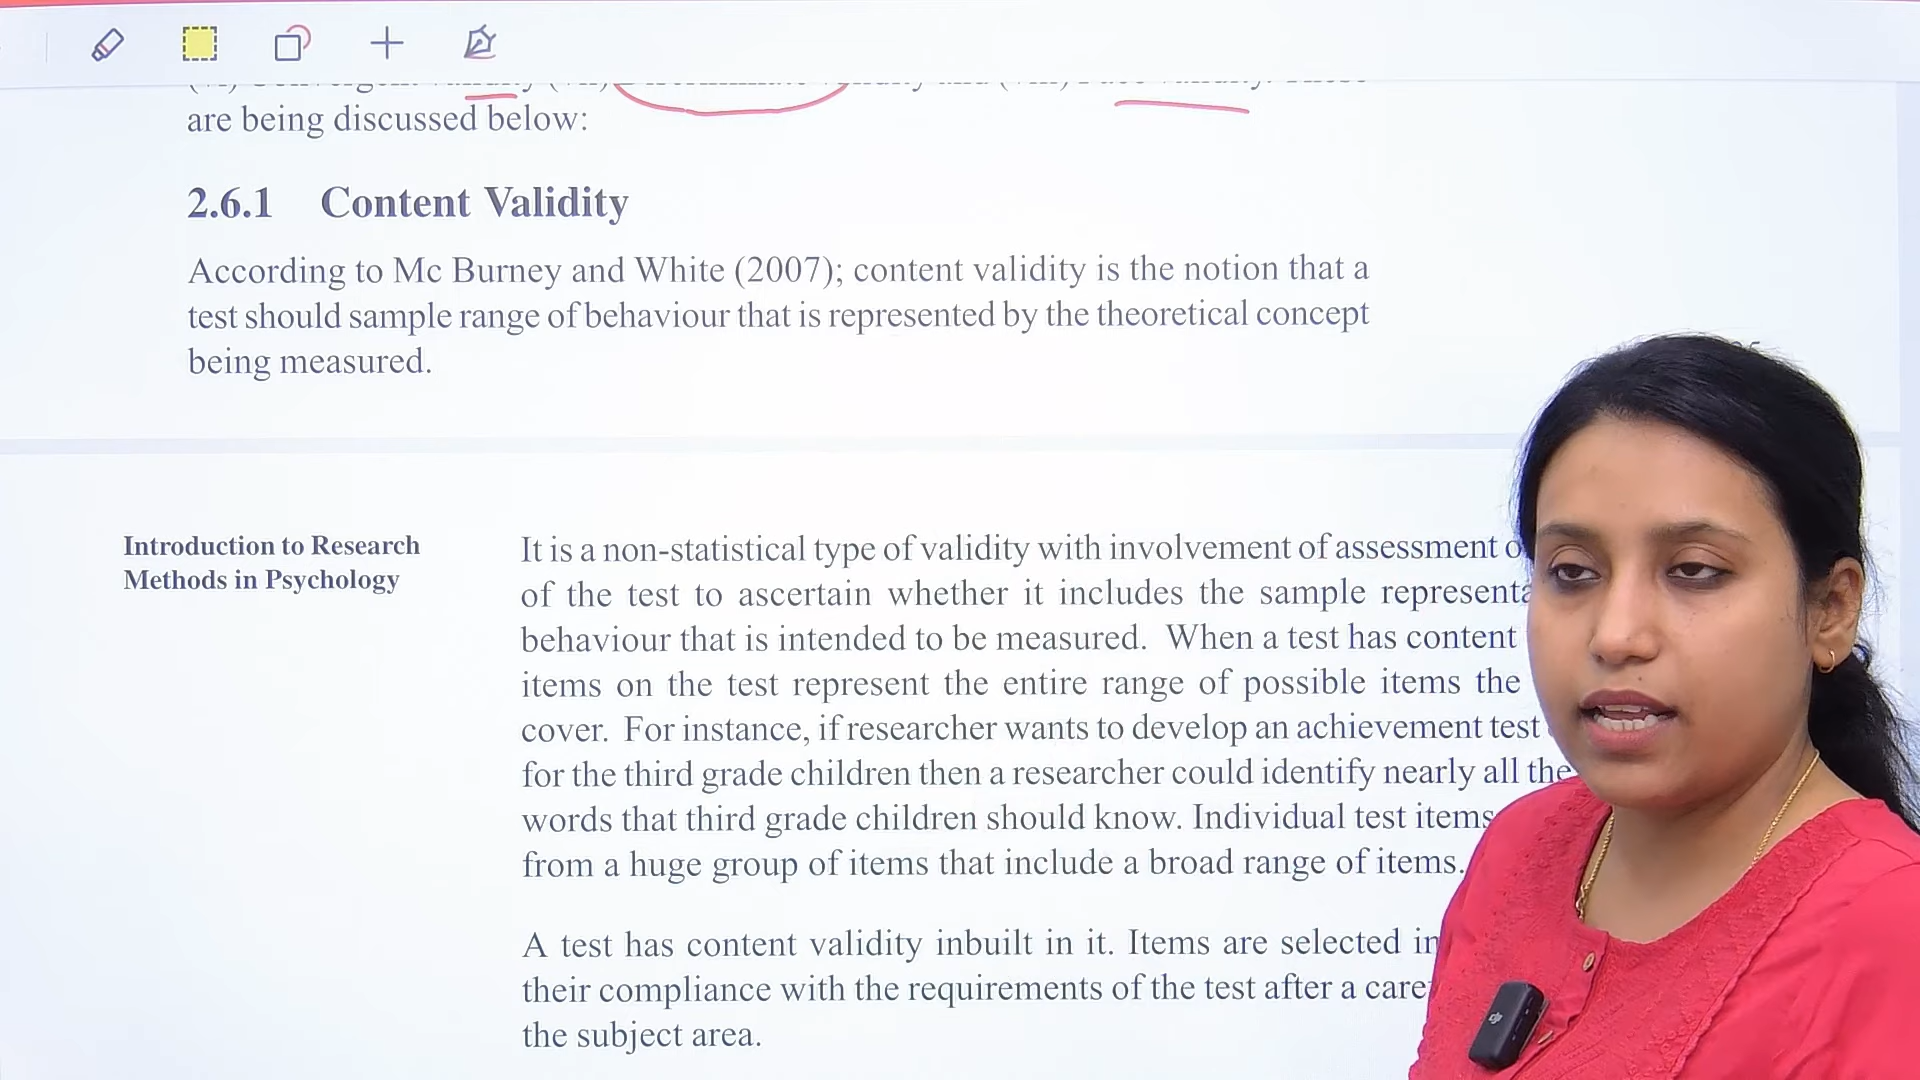 are being discussed below:
2.6.1 Content Validity
According to Mc Burney and White (2007); content validity is the notion that a
test should sample range of behaviour that is represented by the theoretical concept
being measured.
Introduction to Research
Methods in Psychology
It is a non-statistical type of validity with involvement of assessment
of the test to ascertain whether it includes the sample
behaviour that is intended to be measured. When a test has content
items on the test represent the entire range of possible items the
cover. For instance, if researcher wants to develop an achievement test
for the third grade children then a researcher could identify nearly all the
words that third grade children should know. Individual test items
from a huge group of items that include a broad range of items.
A test has content validity inbuilt in it. Items are selected
their compliance with the requirements of the test after a
the subject area.
dji